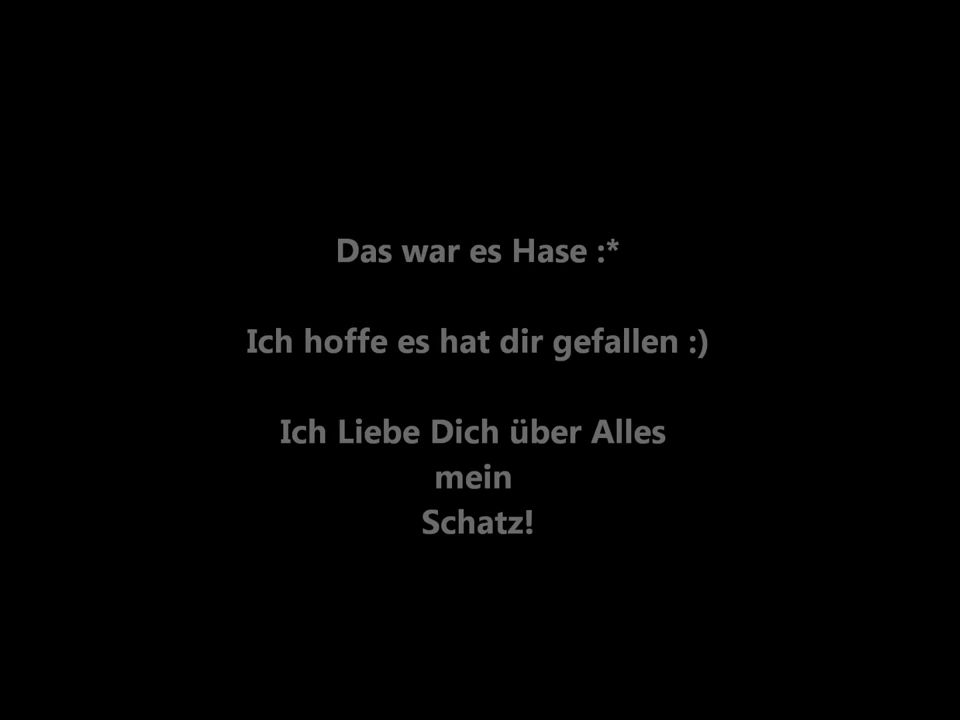 Das war es Hase :*
Ich hoffe es hat dir gefallen :)
Ich Liebe Dich über Alles
mein
Schatz!